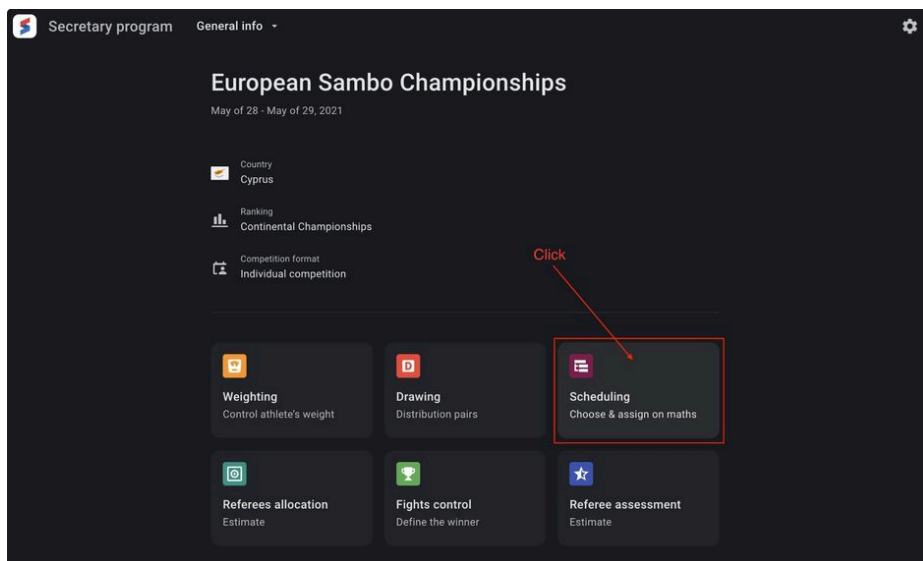 Secretary program General info
European Sambo Championships
May of 28 - May of 29, 2021
Country
Cyprus
Ranking
Continental Championships
Competition format
Individual competition
Click
Weighting
Control athlete's weight
D
Drawing
Distribution pairs
Scheduling
Choose & assign on maths
Referees allocation
Estimate
Fights control
Define the winner
Referee assessment
Estimate